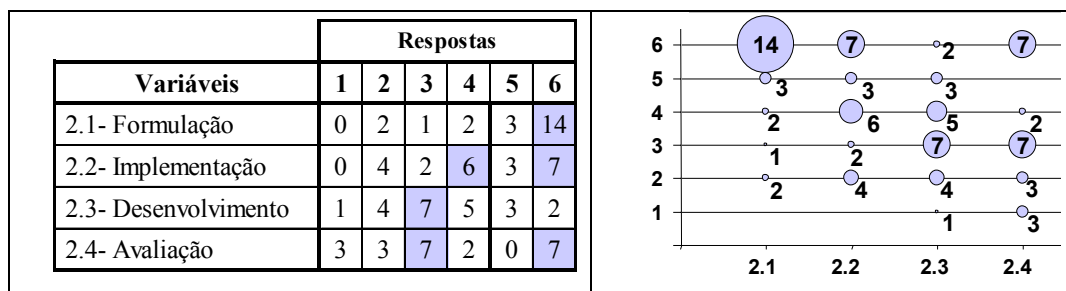 Respostas
Variáveis 1 2 3 4 5 6
2.1- Formulação 0 2 1 2 3 14
2.2- Implementação 0 4 2 6 3 7
2.3- Desenvolvimento 1 4 7 5 3 2
2.4- Avaliação 3 3 7 2 0 7
6 14 7 2 7
5 3 3 3
4 2 6 5 2
3 1 2 7 7
2 2 4 4 3
1 1 3
2.1 2.2 2.3 2.4